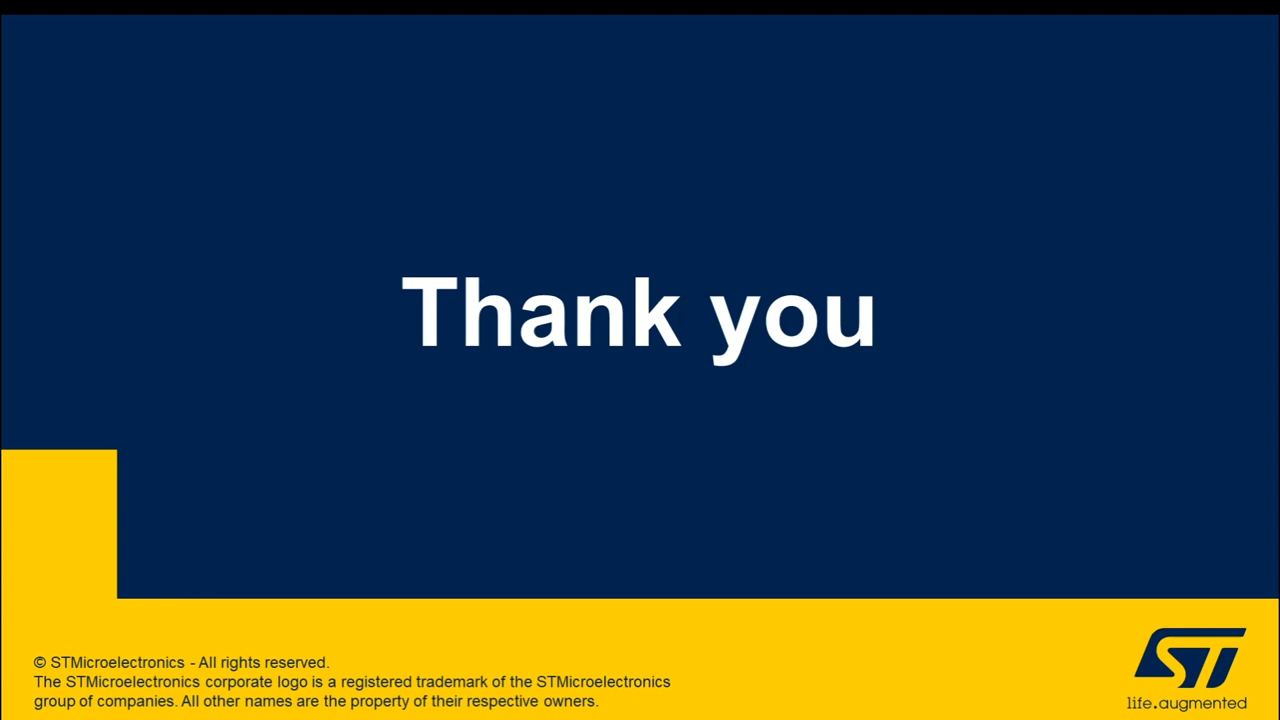 Thank you
© STMicroelectronics - All rights reserved.
The STMicroelectronics corporate logo is a registered trademark of the STMicroelectronics
group of companies. All other names are the property of their respective owners.
ST
life.augmented